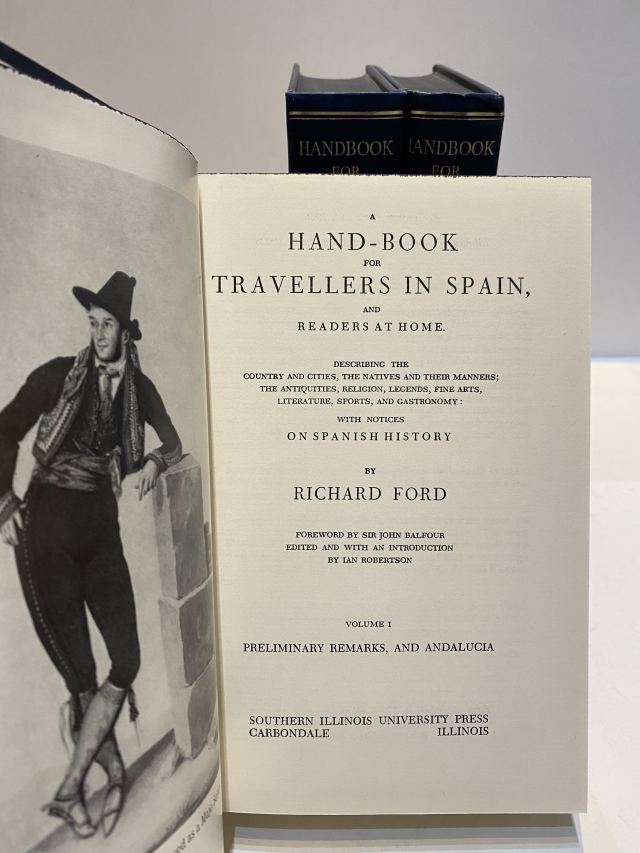 HANDBOOK
FOR
HANDBOOK
FOR
A
HAND-BOOK
FOR
TRAVELLERS IN SPAIN,
AND
READERS AT HOME.
DESCRIBING THE
COUNTRY AND CITIES, THE NATIVES AND THEIR MANNERS;
THE ANTIQUITIES, RELIGION, LEGENDS, FINE ARTS,
LITERATURE, SPORTS, AND GASTRONOMY:
WITH NOTICES
ON SPANISH HISTORY
BY
RICHARD FORD
FOREWORD BY SIR JOHN BALFOUR
EDITED AND WITH AN INTRODUCTION
BY IAN ROBERTSON
VOLUME I
PRELIMINARY REMARKS, AND ANDALUCIA
SOUTHERN ILLINOIS UNIVERSITY PRESS
CARBONDALE ILLINOIS
as a